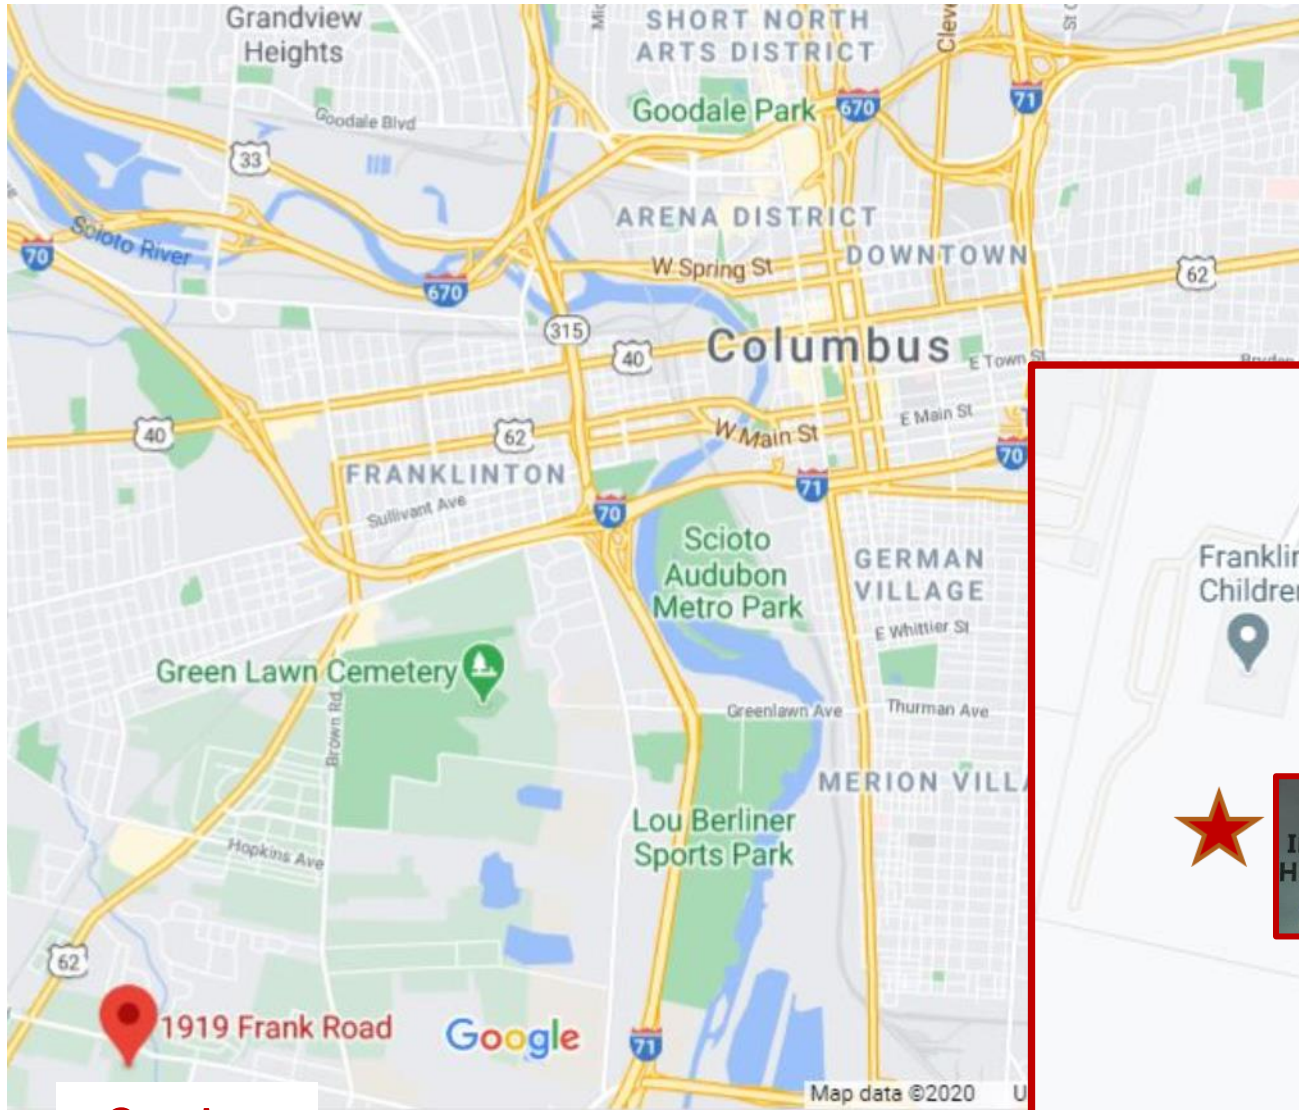 Grandview
Heights
SHORT NORTH
ARTS DISTRICT
Goodale Blvd
Goodale Park
670
71
33
ARENA DISTRICT
DOWNTOWN
Scioto River
70
W Spring St
62
670
315
40
Columbus
E Town St
40
62
W Main St
E Main St
70
FRANKLINTON
71
Sullivant Ave
70
Scioto
Audubon
Metro Park
GERMAN
VILLAGE
E Whittier St
Green Lawn Cemetery
Brown Rd
Greenlawn Ave
Thurman Ave
MERION VILLA
Lou Berliner
Sports Park
Hopkins Ave
62
1919 Frank Road
Google
71
Map data ©2020